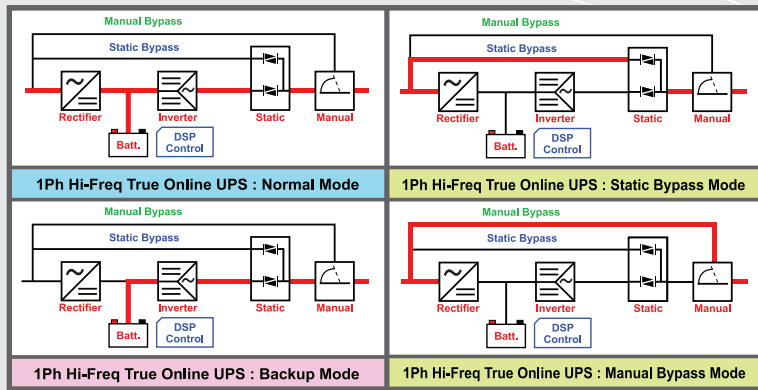 Manual Bypass
Static Bypass
Rectifier
Inverter
Static
Manual
Batt.
DSP
Control
1Ph Hi-Freq True Online UPS : Normal Mode
Manual Bypass
Static Bypass
Rectifier
Inverter
Static
Manual
Batt.
DSP
Control
1Ph Hi-Freq True Online UPS : Static Bypass Mode
Manual Bypass
Static Bypass
Rectifier
Inverter
Static
Manual
Batt.
DSP
Control
1Ph Hi-Freq True Online UPS : Backup Mode
Manual Bypass
Static Bypass
Rectifier
Inverter
Static
Manual
Batt.
DSP
Control
1Ph Hi-Freq True Online UPS : Manual Bypass Mode